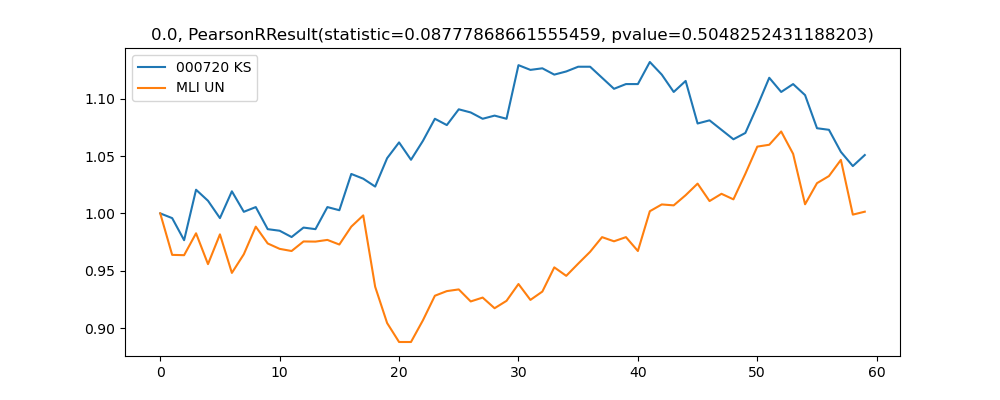 0.0, PearsonRResult(statistic=0.08777868661555459, pvalue=0.5048252431188203)
000720 KS
MLI UN
1.10
1.05
1.00
0.95
0.90
0 10 20 30 40 50 60